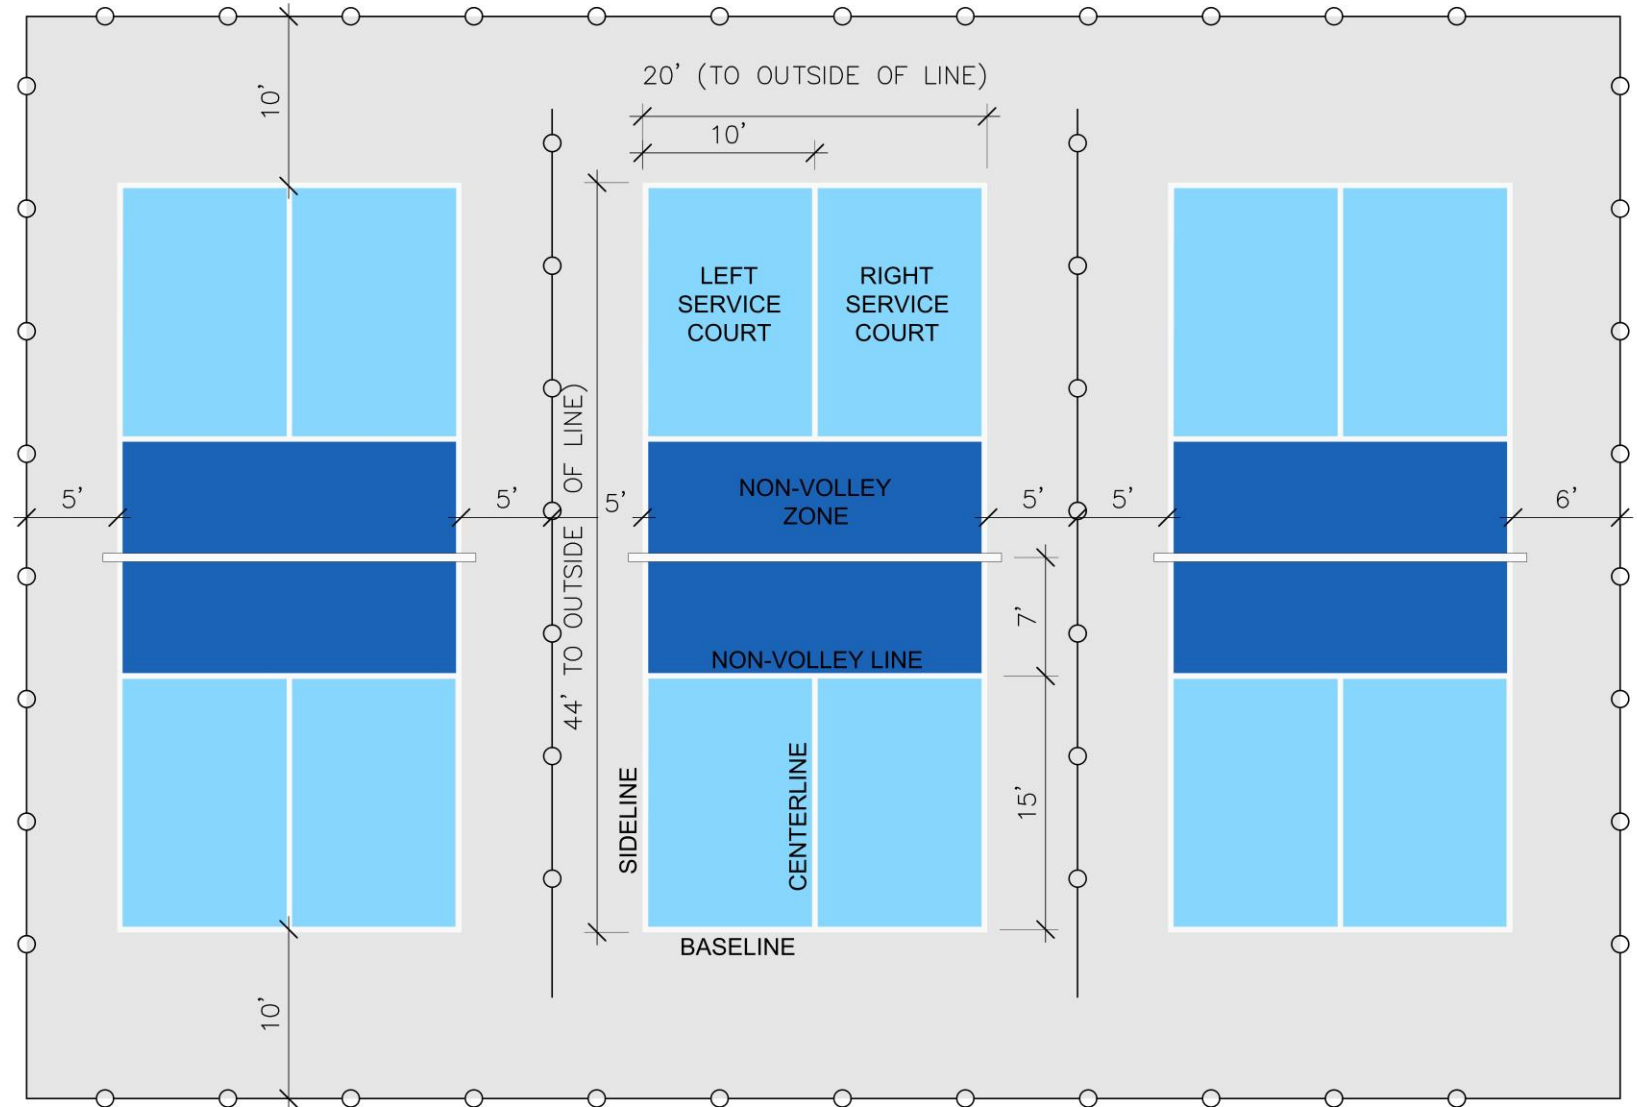 20' (TO OUTSIDE OF LINE)
10'
10'
LEFT
SERVICE
COURT
RIGHT
SERVICE
COURT
44' TO OUTSIDE OF LINE)
5'
5'
5'
NON-VOLLEY
ZONE
5'
5'
6'
7'
NON-VOLLEY LINE
15'
SIDELINE
CENTERLINE
BASELINE
10'